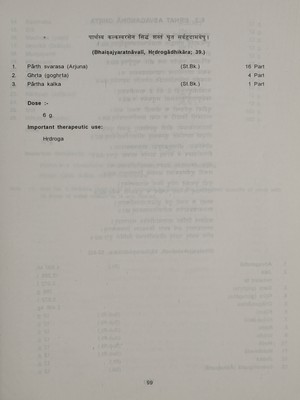 पार्थस्य कल्कस्वरसेन सिद्धं शस्तं घृतं सर्वहृदामयेषु।
(Bhaiṣajyaratnāvalī, Hṛdrogādhikāra; 39.)
1. Pārth svarasa (Arjuna) (St.Bk.) 16 Part
2. Ghṛta (goghṛta) 4 Part
3. Pārtha kalka (St.Bk.) 1 Part
Dose :-
6 g.
Important therapeutic use:
Hṛdroga